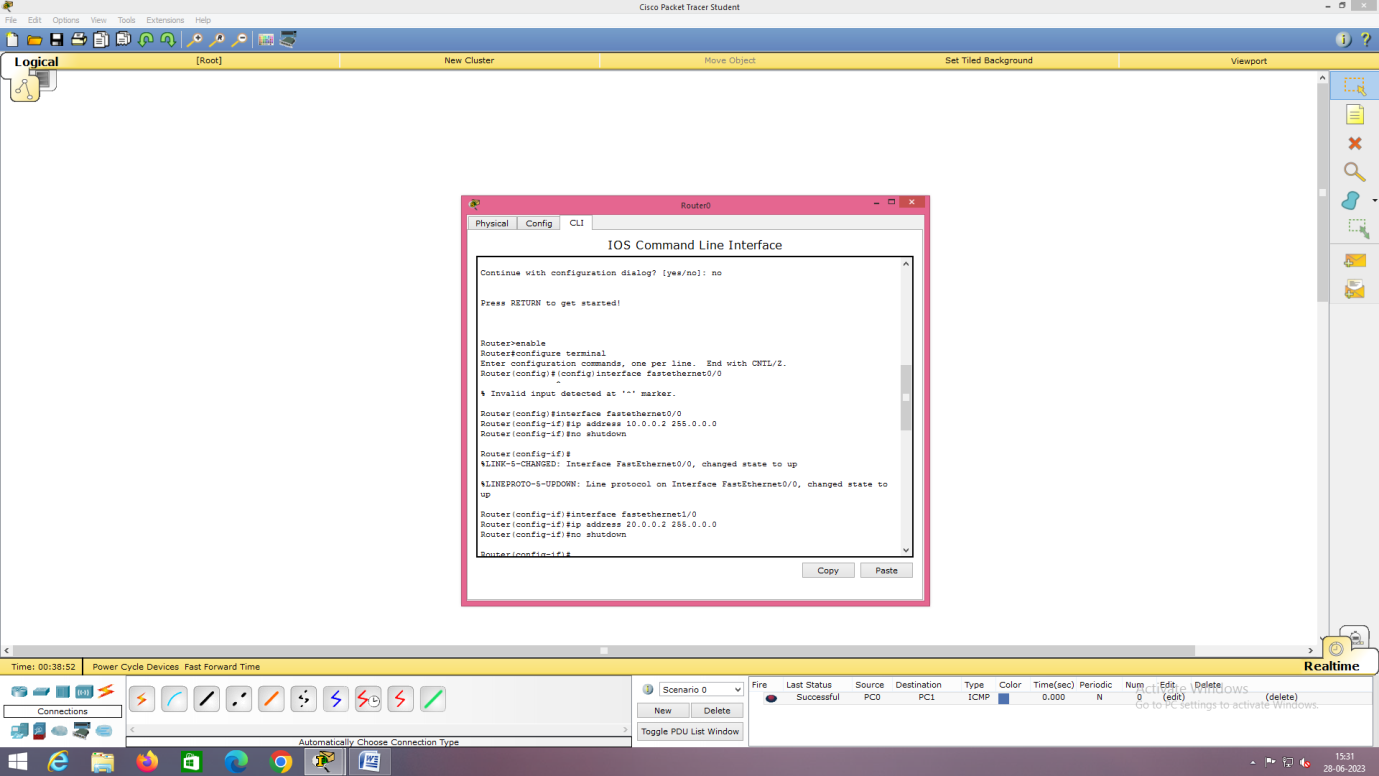 Cisco Packet Tracer Student
File Edit Options View Tools Extensions Help
Logical [Root] New Cluster Move Object Set Tiled Background Viewport
Router0
Physical Config CLI
IOS Command Line Interface
Continue with configuration dialog? [yes/no]: no
Press RETURN to get started!
Router>enable
Router#configure terminal
Enter configuration commands, one per line.  End with CNTL/Z.
Router(config)#(config)interface fastethernet0/0
^
% Invalid input detected at '^' marker.
Router(config)#interface fastethernet0/0
Router(config-if)#ip address 10.0.0.2 255.0.0.0
Router(config-if)#no shutdown
Router(config-if)#
%LINK-5-CHANGED: Interface FastEthernet0/0, changed state to up
%LINEPROTO-5-UPDOWN: Line protocol on Interface FastEthernet0/0, changed state to
up
Router(config-if)#interface fastethernet1/0
Router(config-if)#ip address 20.0.0.2 255.0.0.0
Router(config-if)#no shutdown
Router(config-if)#
Copy Paste
Time: 00:38:52 Power Cycle Devices Fast Forward Time
Realtime
Connections
Automatically Choose Connection Type
Scenario 0
New Delete
Toggle PDU List Window
Fire Last Status Source Destination Type Color Time(sec) Periodic Num Edit Delete
Successful PC0 PC1 ICMP 0.000 N 0 (edit) (delete)
Activate Windows
Go to PC settings to activate Windows.
15:31
28-06-2023